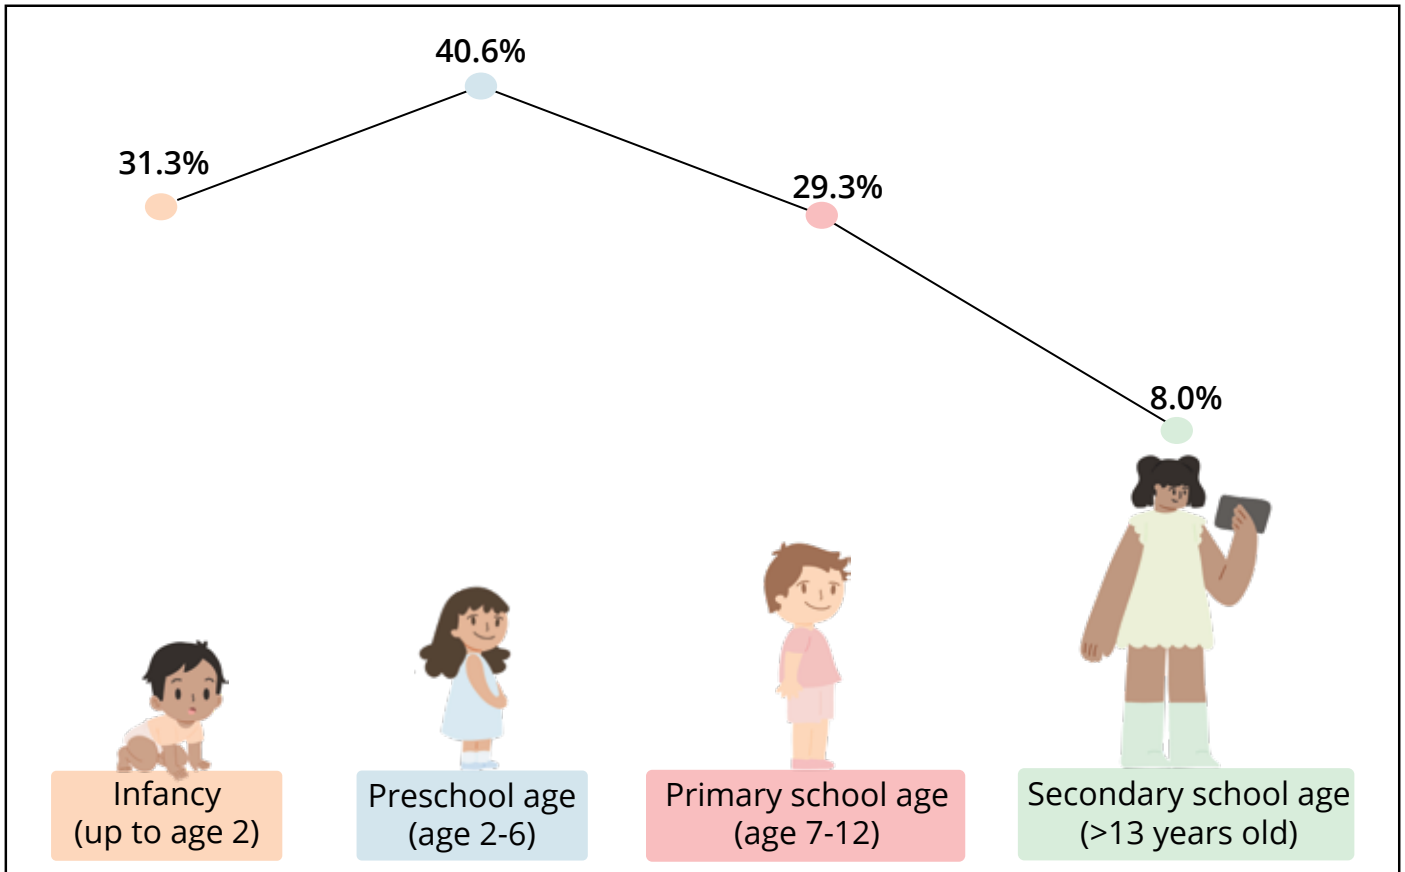 40.6%
31.3%
29.3%
8.0%
Infancy
(up to age 2)
Preschool age
(age 2-6)
Primary school age
(age 7-12)
Secondary school age
(>13 years old)